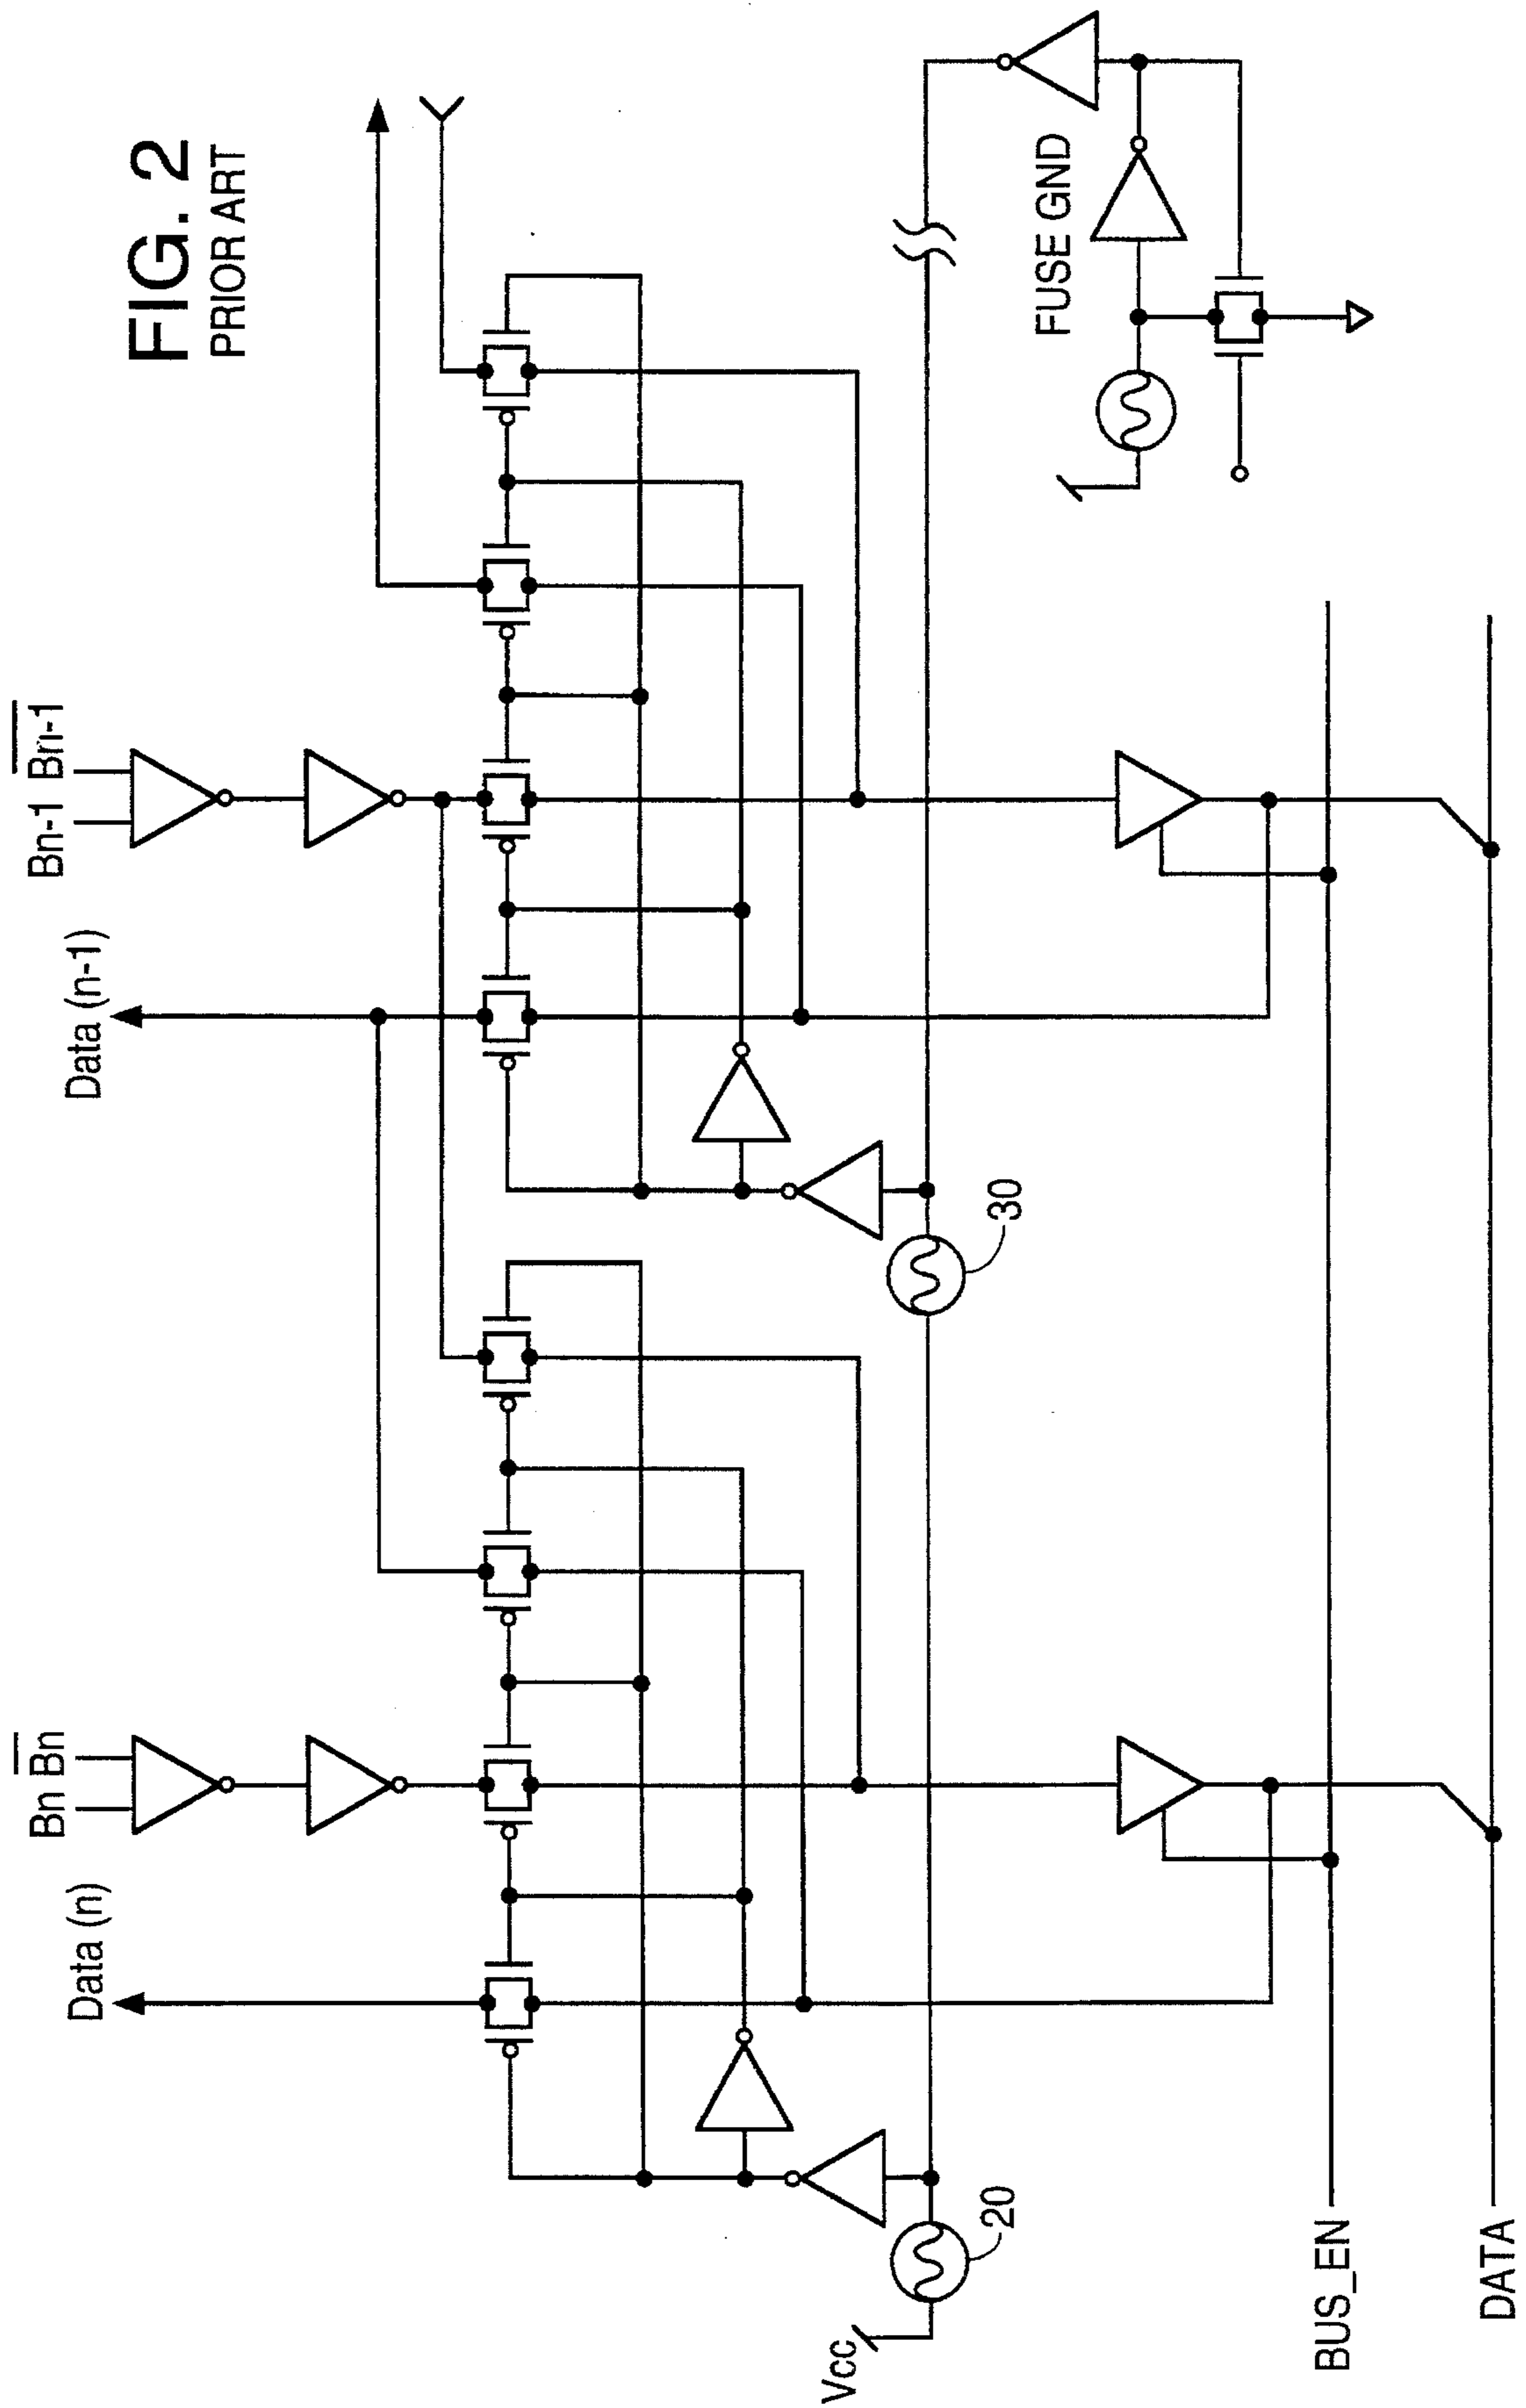 FIG. 2
PRIOR ART
Data (n)
Bn B̅n̅
Data (n-1)
Bn-1 B̅n̅-̅1̅
FUSE GND
Vcc
20
30
BUS_EN
DATA